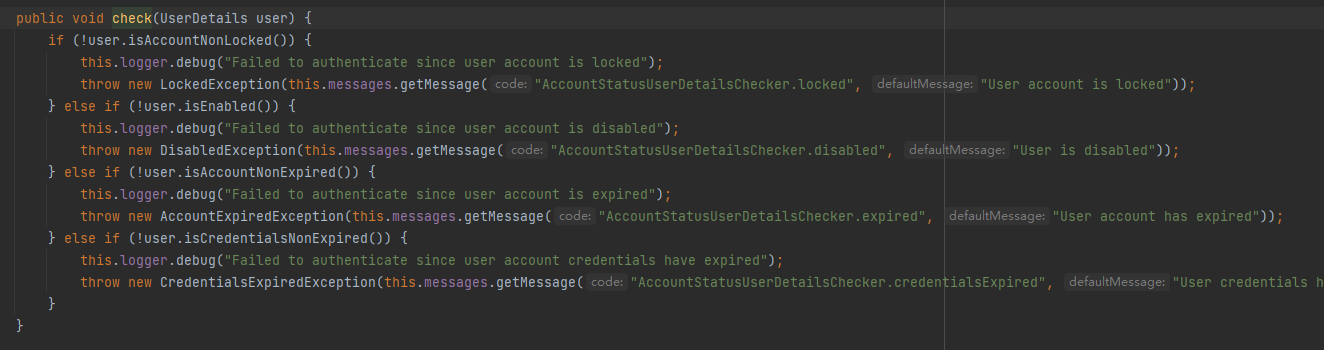 public void check(UserDetails user) {
if (!user.isAccountNonLocked()) {
this.logger.debug("Failed to authenticate since user account is locked");
throw new LockedException(this.messages.getMessage( code: "AccountStatusUserDetailsChecker.locked", defaultMessage: "User account is locked"));
} else if (!user.isEnabled()) {
this.logger.debug("Failed to authenticate since user account is disabled");
throw new DisabledException(this.messages.getMessage( code: "AccountStatusUserDetailsChecker.disabled", defaultMessage: "User is disabled"));
} else if (!user.isAccountNonExpired()) {
this.logger.debug("Failed to authenticate since user account is expired");
throw new AccountExpiredException(this.messages.getMessage( code: "AccountStatusUserDetailsChecker.expired", defaultMessage: "User account has expired"));
} else if (!user.isCredentialsNonExpired()) {
this.logger.debug("Failed to authenticate since user account credentials have expired");
throw new CredentialsExpiredException(this.messages.getMessage( code: "AccountStatusUserDetailsChecker.credentialsExpired", defaultMessage: "User credentials
}
}